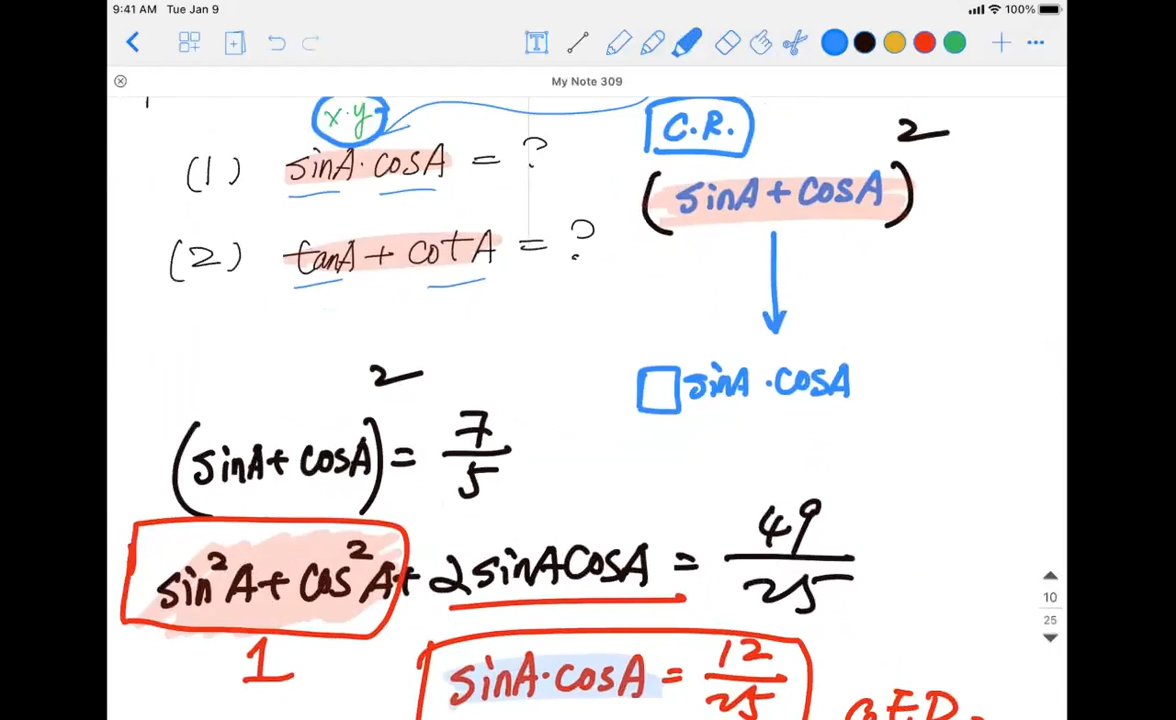 9:41 AM Tue Jan 9
100%
My Note 309
x·y
C.R.
(1) sinA·cosA = ?
(sinA+cosA)²
(2) tanA + cotA = ?
□sinA·cosA
(sinA+cosA)² = 7/5
sin²A+cos²A+2sinACosA = 49/25
1
sinA·cosA = 12/25
Q.E.D.
10
25